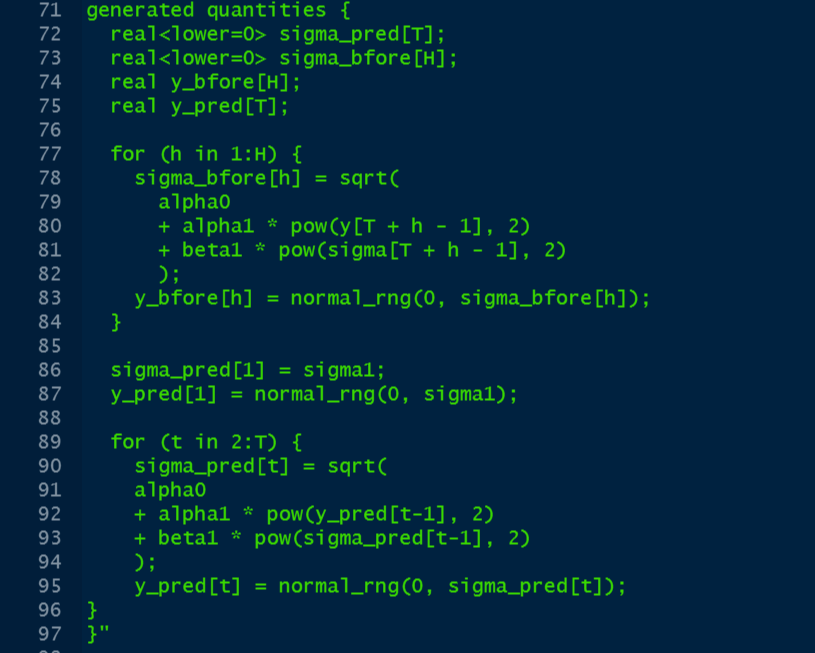 71 generated quantities {
72   real<lower=0> sigma_pred[T];
73   real<lower=0> sigma_bfore[H];
74   real y_bfore[H];
75   real y_pred[T];
76
77   for (h in 1:H) {
78     sigma_bfore[h] = sqrt(
79       alpha0
80       + alpha1 * pow(y[T + h - 1], 2)
81       + beta1 * pow(sigma[T + h - 1], 2)
82       );
83     y_bfore[h] = normal_rng(0, sigma_bfore[h]);
84   }
85
86   sigma_pred[1] = sigma1;
87   y_pred[1] = normal_rng(0, sigma1);
88
89   for (t in 2:T) {
90     sigma_pred[t] = sqrt(
91     alpha0
92     + alpha1 * pow(y_pred[t-1], 2)
93     + beta1 * pow(sigma_pred[t-1], 2)
94     );
95     y_pred[t] = normal_rng(0, sigma_pred[t]);
96 }
97 }"